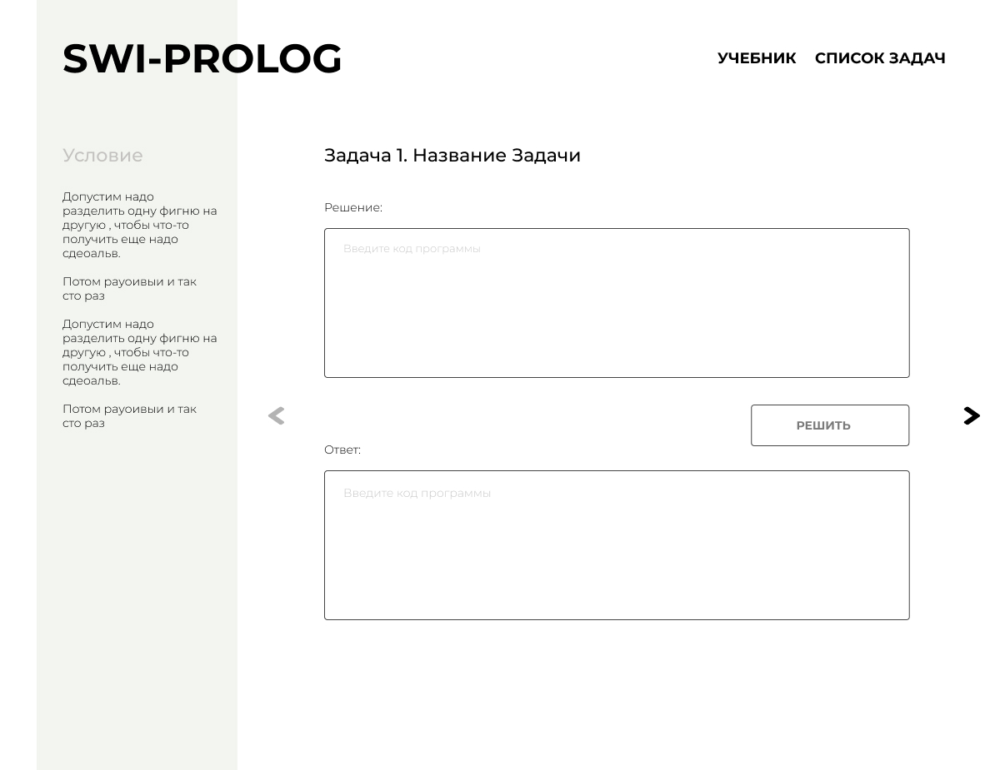 SWI-PROLOG
УЧЕБНИК СПИСОК ЗАДАЧ
Условие
Допустим надо
разделить одну фигню на
другую , чтобы что-то
получить еще надо
сдеоальв.
Потом рауоивыи и так
сто раз
Допустим надо
разделить одну фигню на
другую , чтобы что-то
получить еще надо
сдеоальв.
Потом рауоивыи и так
сто раз
Задача 1. Название Задачи
Решение:
Введите код программы
<
РЕШИТЬ
>
Ответ:
Введите код программы